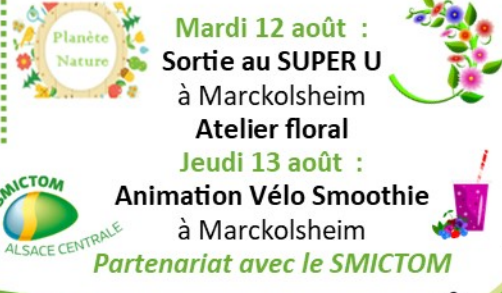 Planète
Nature
Mardi 12 août :
Sortie au SUPER U
à Marckolsheim
Atelier floral
Jeudi 13 août :
Animation Vélo Smoothie
à Marckolsheim
SMICTOM
ALSACE CENTRALE
Partenariat avec le SMICTOM